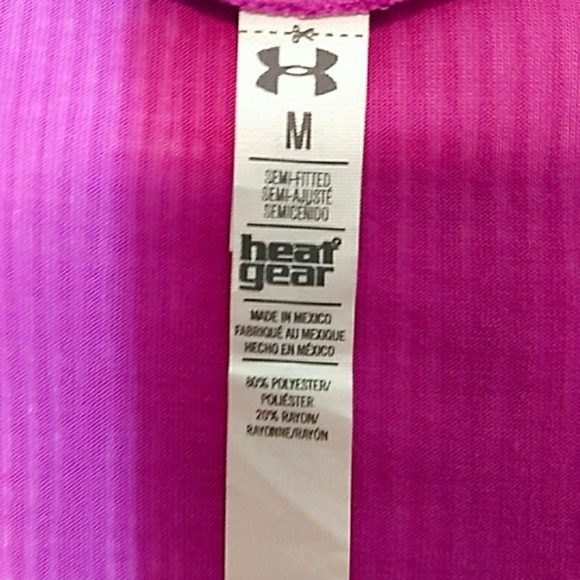 M
SEMI-FITTED
SEMI-AJUSTÉ
SEMICEÑIDO
heat
gear
MADE IN MEXICO
FABRIQUÉ AU MEXIQUE
HECHO EN MÉXICO
80% POLYESTER/
POLIÉSTER
20% RAYON/
RAYONNE/RAYÓN